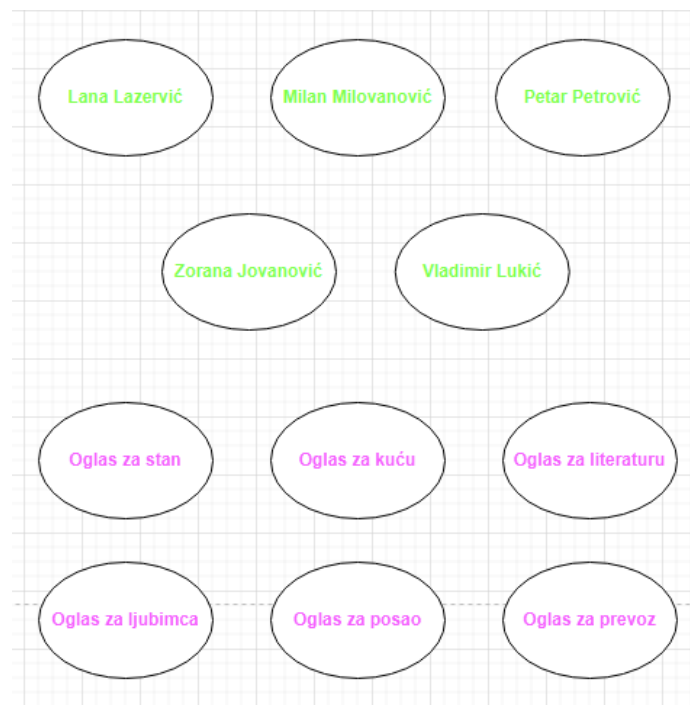 Lana Lazervić
Milan Milovanović
Petar Petrović
Zorana Jovanović
Vladimir Lukić
Oglas za stan
Oglas za kuću
Oglas za literaturu
Oglas za ljubimca
Oglas za posao
Oglas za prevoz